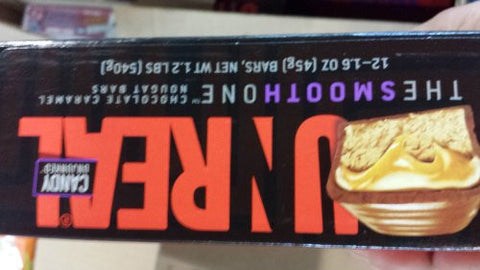 UNREAL®
CANDY
UNJUNKED™
THE SMOOTH ONE™
CHOCOLATE CARAMEL
NOUGAT BARS
12-1.6 OZ (45g) BARS, NET WT 1.2 LBS (540g)